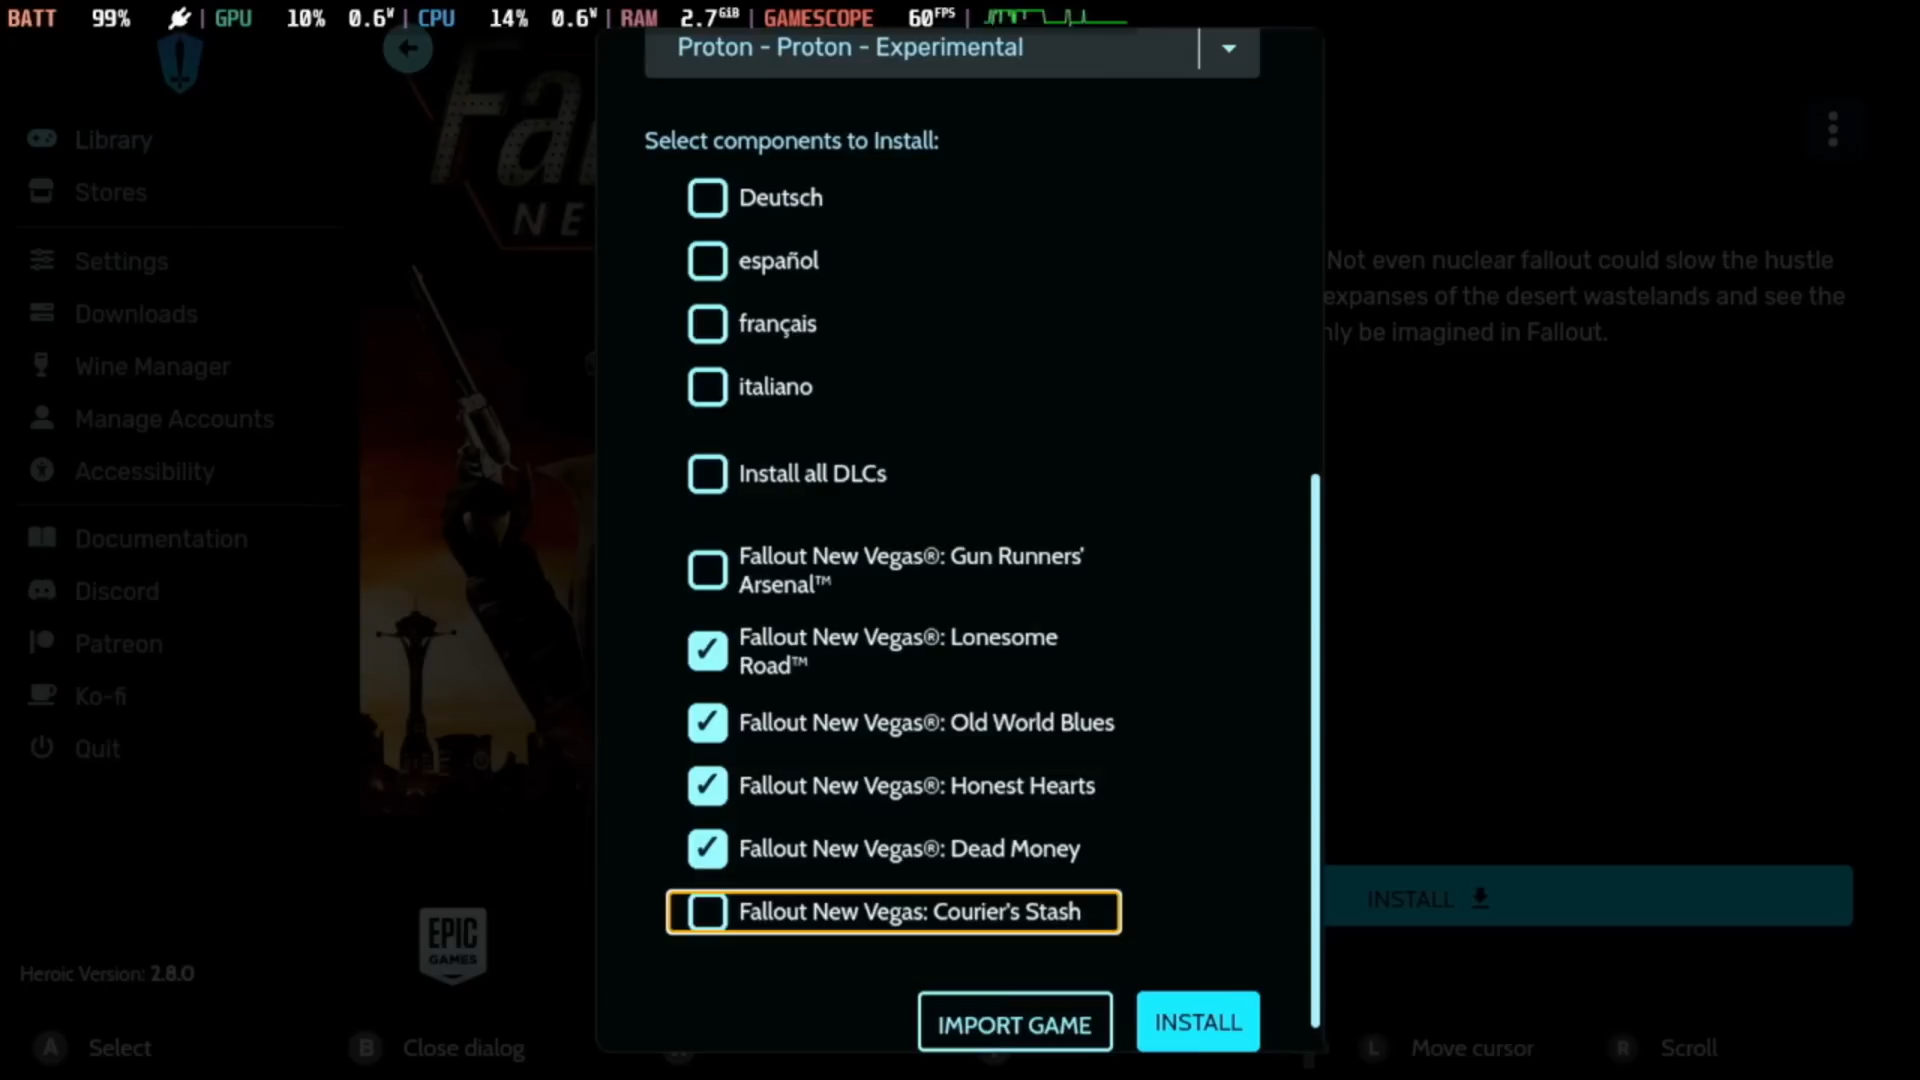 BATT 99% | GPU 10% 0.6W | CPU 14% 0.6W | RAM 2.7GiB | GAMESCOPE 60FPS |
Proton - Proton - Experimental
Select components to Install:
Deutsch
español
français
italiano
Install all DLCs
Fallout New Vegas®: Gun Runners'
Arsenal™
Fallout New Vegas®: Lonesome
Road™
Fallout New Vegas®: Old World Blues
Fallout New Vegas®: Honest Hearts
Fallout New Vegas®: Dead Money
Fallout New Vegas: Courier's Stash
IMPORT GAME
INSTALL
Library
Stores
Settings
Downloads
Wine Manager
Manage Accounts
Accessibility
Documentation
Discord
Patreon
Ko-fi
Quit
Heroic Version: 2.8.0
Fal
NE
EPIC
GAMES
Not even nuclear fallout could slow the hustle
expanses of the desert wastelands and see the
nly be imagined in Fallout.
INSTALL
A Select
B Close dialog
L Move cursor
R Scroll